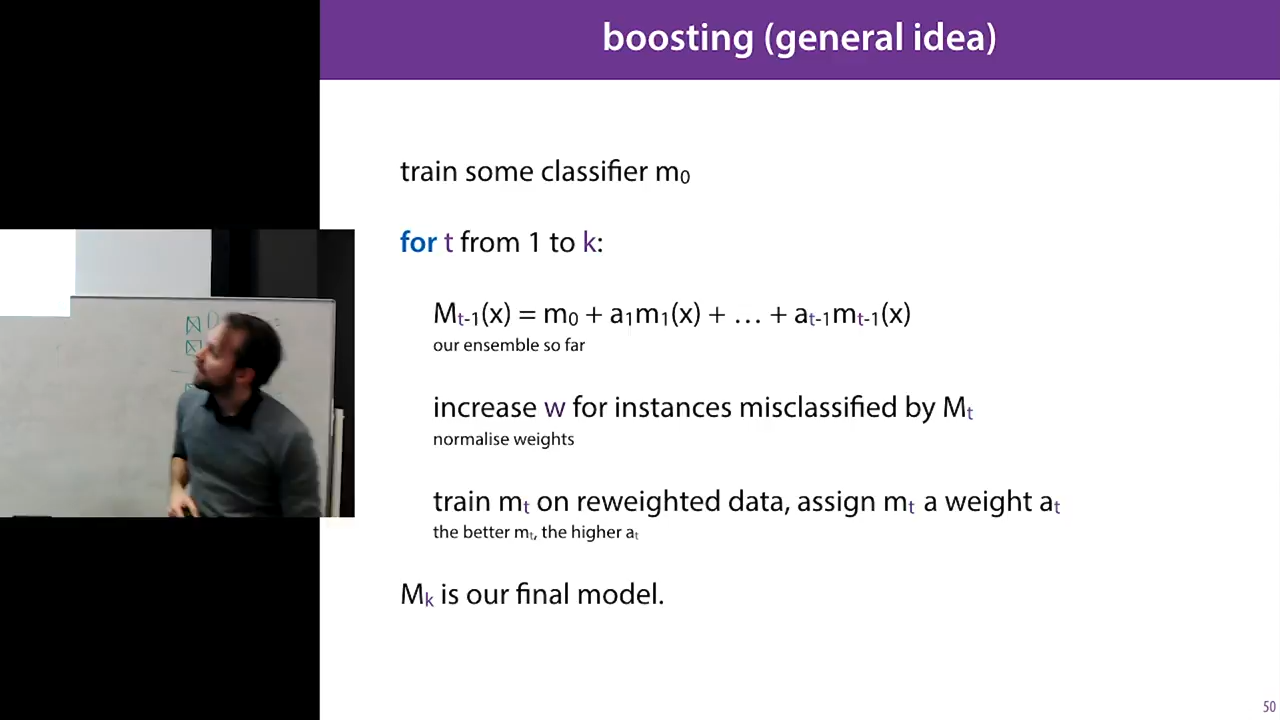 boosting (general idea)
train some classifier m₀
for t from 1 to k:
Mₜ₋₁(x) = m₀ + a₁m₁(x) + … + aₜ₋₁mₜ₋₁(x)
our ensemble so far
increase w for instances misclassified by Mₜ
normalise weights
train mₜ on reweighted data, assign mₜ a weight aₜ
the better mₜ, the higher aₜ
Mₖ is our final model.
50